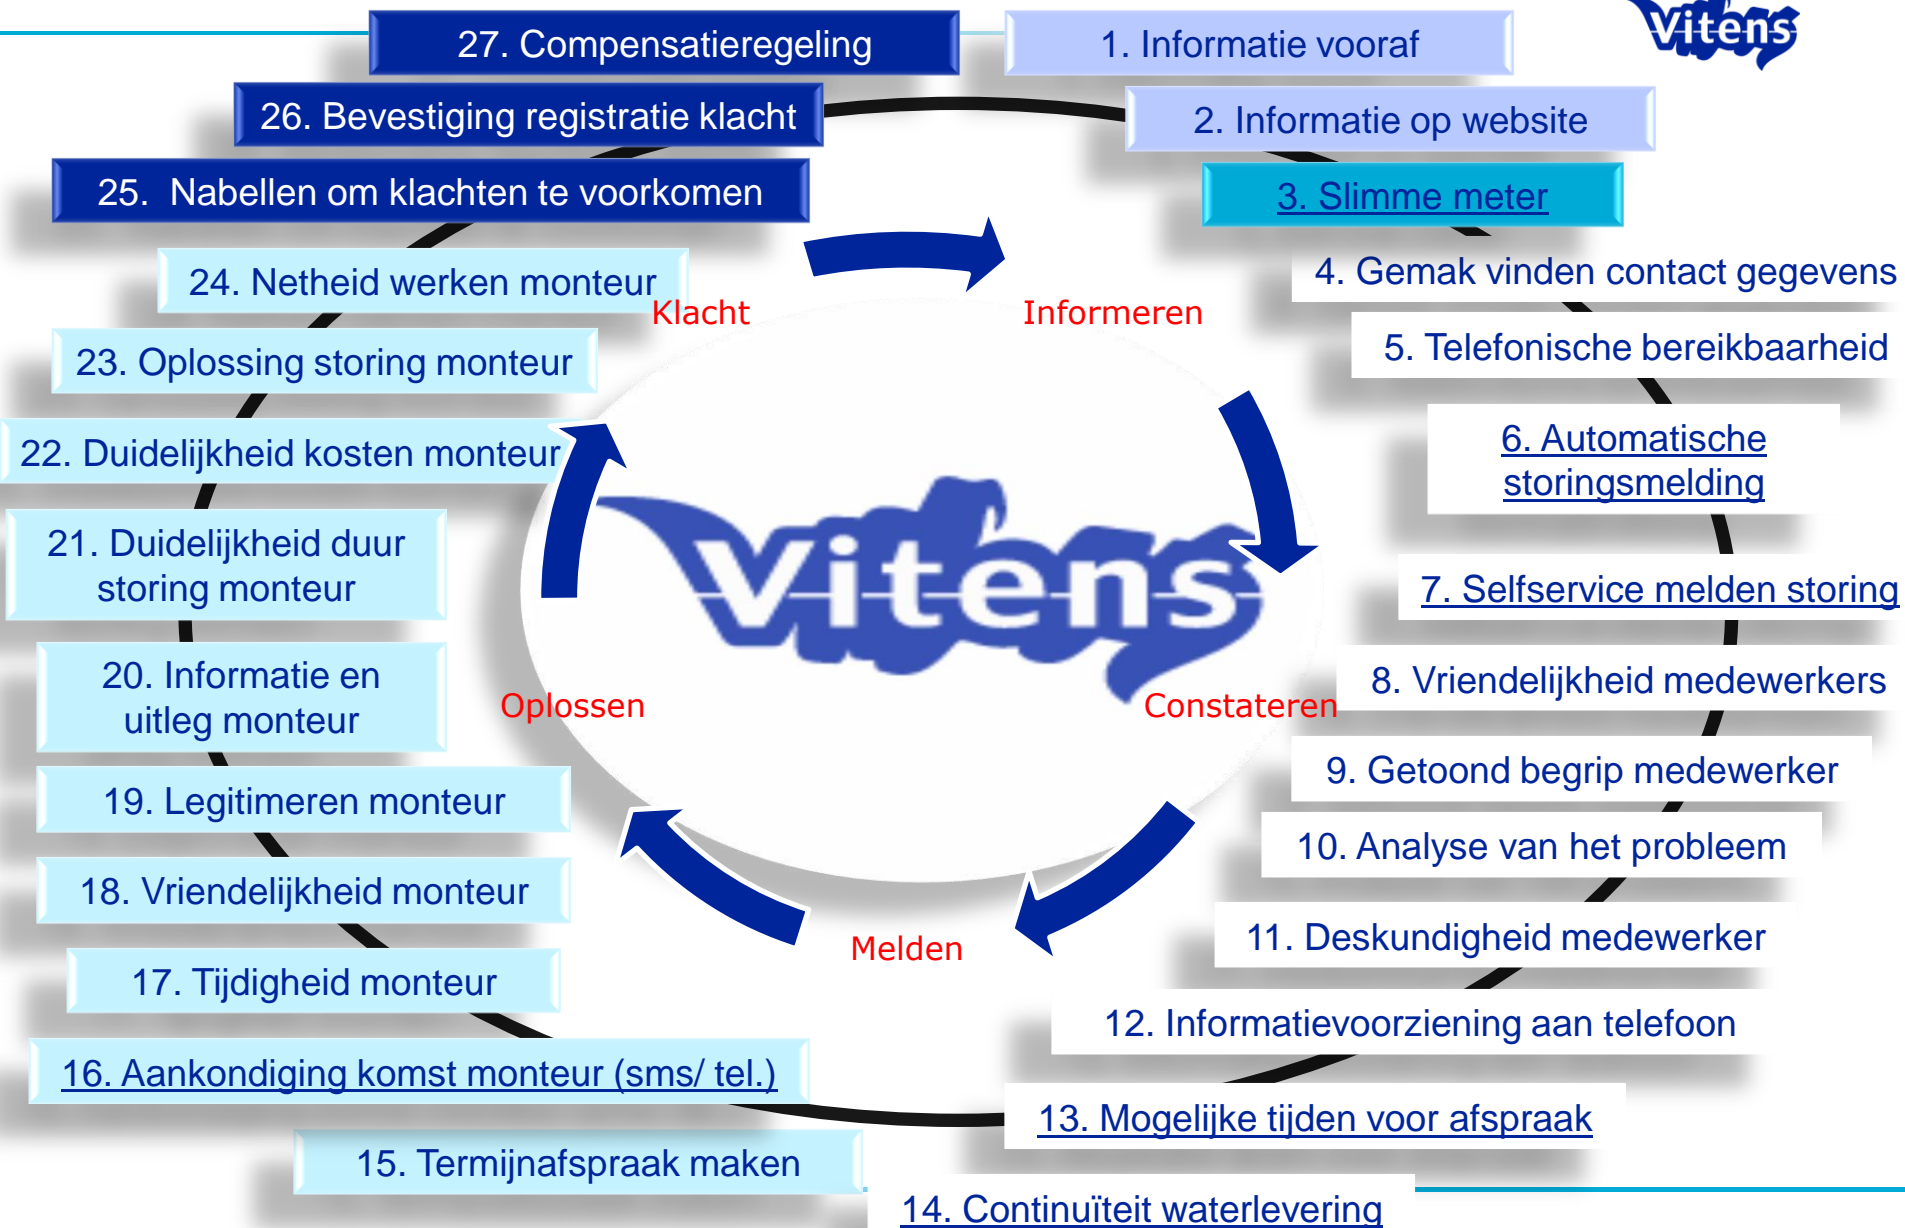 Vitens
27. Compensatieregeling
1. Informatie vooraf
26. Bevestiging registratie klacht
2. Informatie op website
25. Nabellen om klachten te voorkomen
3. Slimme meter
24. Netheid werken monteur
4. Gemak vinden contact gegevens
Klacht
Informeren
23. Oplossing storing monteur
5. Telefonische bereikbaarheid
22. Duidelijkheid kosten monteur
6. Automatische
storingsmelding
21. Duidelijkheid duur
storing monteur
Vitens
7. Selfservice melden storing
20. Informatie en
uitleg monteur
8. Vriendelijkheid medewerkers
Oplossen
Constateren
19. Legitimeren monteur
9. Getoond begrip medewerker
10. Analyse van het probleem
18. Vriendelijkheid monteur
11. Deskundigheid medewerker
Melden
17. Tijdigheid monteur
12. Informatievoorziening aan telefoon
16. Aankondiging komst monteur (sms/ tel.)
13. Mogelijke tijden voor afspraak
15. Termijnafspraak maken
14. Continuïteit waterlevering